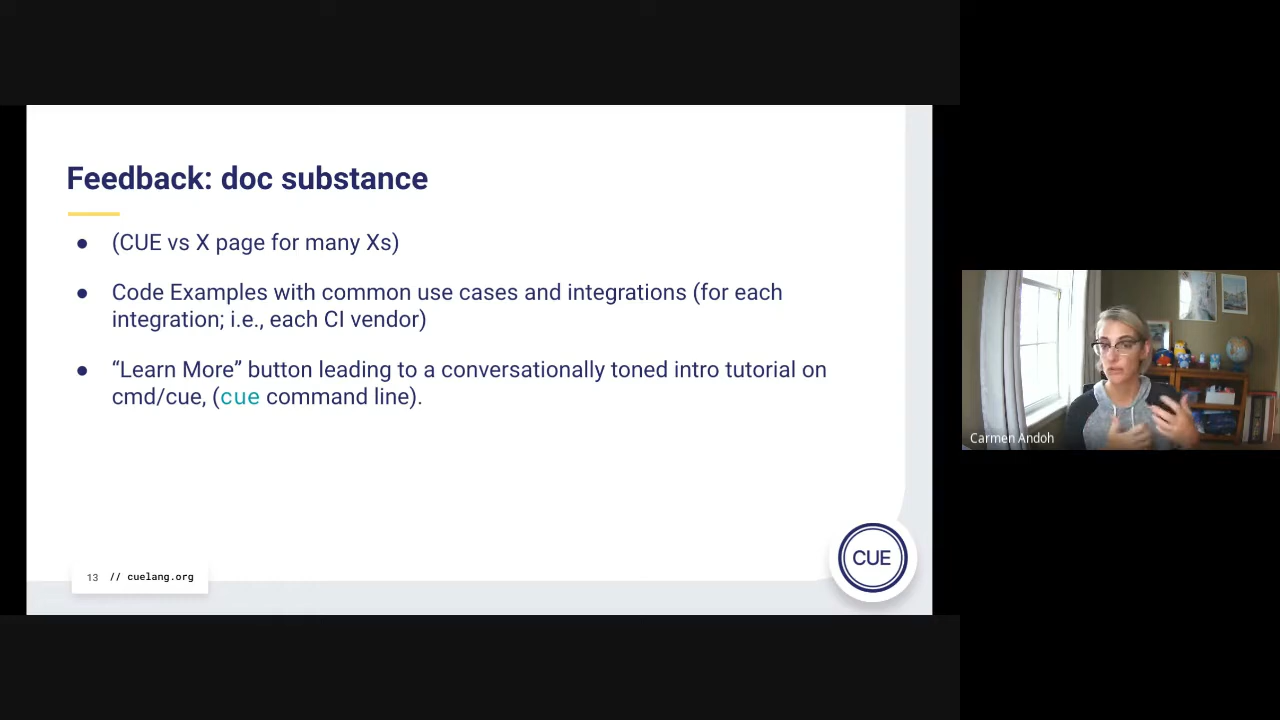 Feedback: doc substance
● (CUE vs X page for many Xs)
● Code Examples with common use cases and integrations (for each
integration; i.e., each CI vendor)
● “Learn More” button leading to a conversationally toned intro tutorial on
cmd/cue, (cue command line).
CUE
13 // cuelang.org
Carmen Andoh